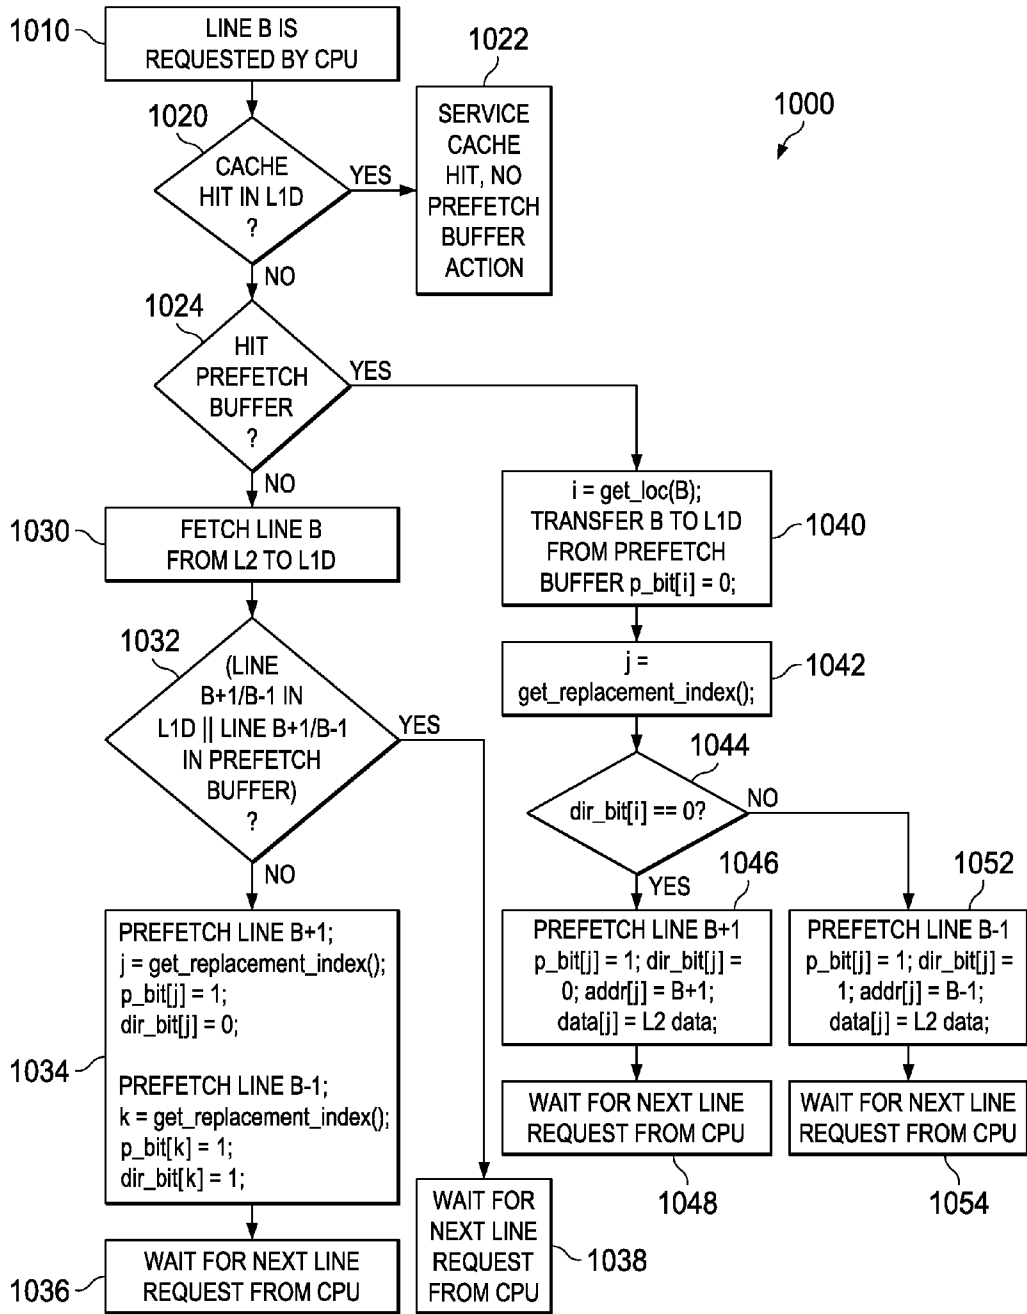 1010
LINE B IS
REQUESTED BY CPU
1022
SERVICE
CACHE
HIT, NO
PREFETCH
BUFFER
ACTION
1000
1020
CACHE
HIT IN L1D
?
YES
NO
1024
HIT
PREFETCH
BUFFER
?
YES
NO
1030
FETCH LINE B
FROM L2 TO L1D
i = get_loc(B);
TRANSFER B TO L1D
FROM PREFETCH
BUFFER p_bit[i] = 0;
1040
1032
(LINE
B+1/B-1 IN
L1D || LINE B+1/B-1
IN PREFETCH
BUFFER)
?
YES
NO
j =
get_replacement_index();
1042
1044
dir_bit[i] == 0?
NO
YES
1046
PREFETCH LINE B+1
p_bit[j] = 1; dir_bit[j] =
0; addr[j] = B+1;
data[j] = L2 data;
1052
PREFETCH LINE B-1
p_bit[j] = 1; dir_bit[j] =
1; addr[j] = B-1;
data[j] = L2 data;
1034
PREFETCH LINE B+1;
j = get_replacement_index();
p_bit[j] = 1;
dir_bit[j] = 0;
PREFETCH LINE B-1;
k = get_replacement_index();
p_bit[k] = 1;
dir_bit[k] = 1;
WAIT FOR NEXT LINE
REQUEST FROM CPU
1048
WAIT FOR NEXT LINE
REQUEST FROM CPU
1054
1036
WAIT FOR NEXT LINE
REQUEST FROM CPU
WAIT FOR
NEXT LINE
REQUEST
FROM CPU
1038